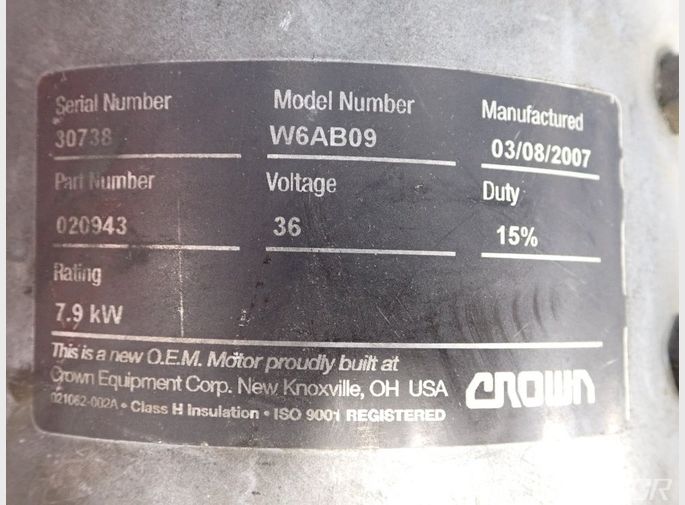 Serial Number
30738
Model Number
W6AB09
Manufactured
03/08/2007
Part Number
020943
Voltage
36
Duty
15%
Rating
7.9 kW
This is a new O.E.M. Motor proudly built at
Crown Equipment Corp. New Knoxville, OH USA
021062-002A • Class H Insulation • ISO 9001 REGISTERED
CROWN